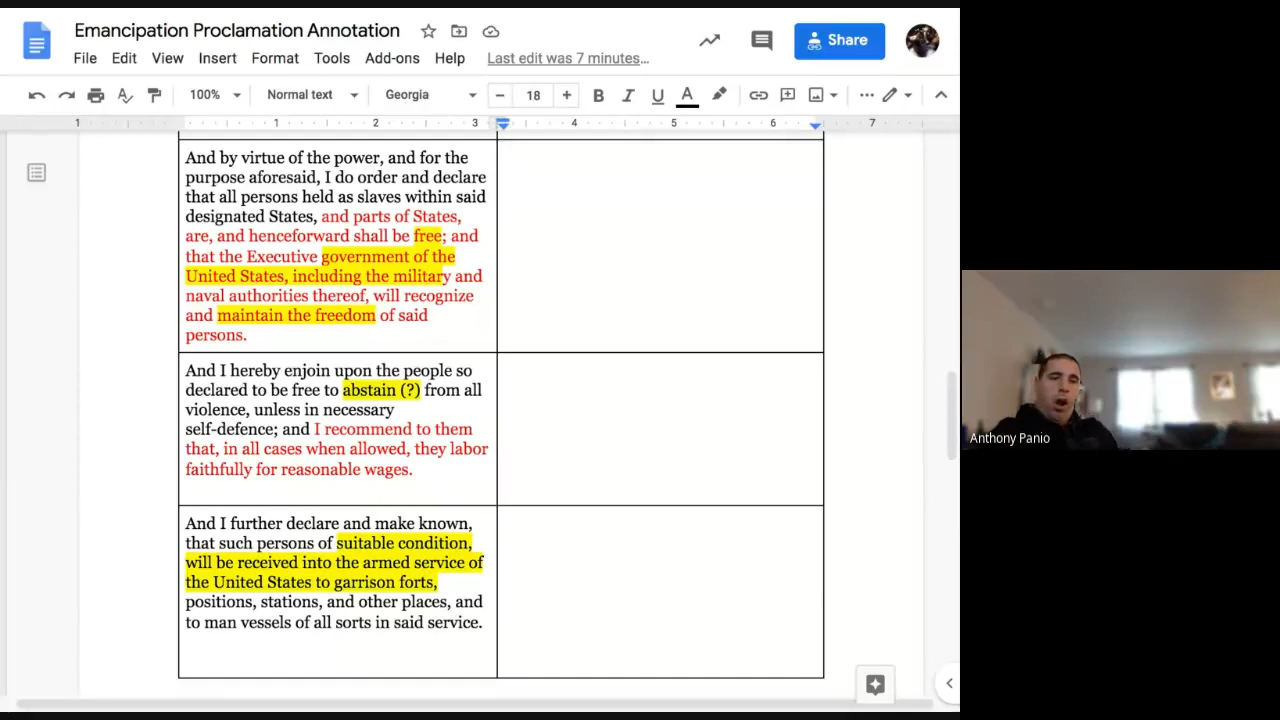 Emancipation Proclamation Annotation
File Edit View Insert Format Tools Add-ons Help Last edit was 7 minutes...
Share
100% Normal text Georgia 18 B I U A
1 1 2 3 4 5 6 7
And by virtue of the power, and for the
purpose aforesaid, I do order and declare
that all persons held as slaves within said
designated States, and parts of States,
are, and henceforward shall be free; and
that the Executive government of the
United States, including the military and
naval authorities thereof, will recognize
and maintain the freedom of said
persons.
And I hereby enjoin upon the people so
declared to be free to abstain (?) from all
violence, unless in necessary
self-defence; and I recommend to them
that, in all cases when allowed, they labor
faithfully for reasonable wages.
And I further declare and make known,
that such persons of suitable condition,
will be received into the armed service of
the United States to garrison forts,
positions, stations, and other places, and
to man vessels of all sorts in said service.
Anthony Panio